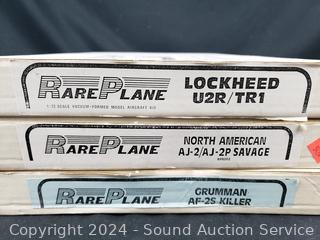 RAREPLANE
1:72 SCALE VACUUM-FORMED MODEL AIRCRAFT KIT
LOCKHEED
U2R/TR1
RAREPLANE
NORTH AMERICAN
AJ-2/AJ-2P SAVAGE
RAREPLANE
GRUMMAN
AF-2S KILLER
Copyright 2024 - Sound Auction Service